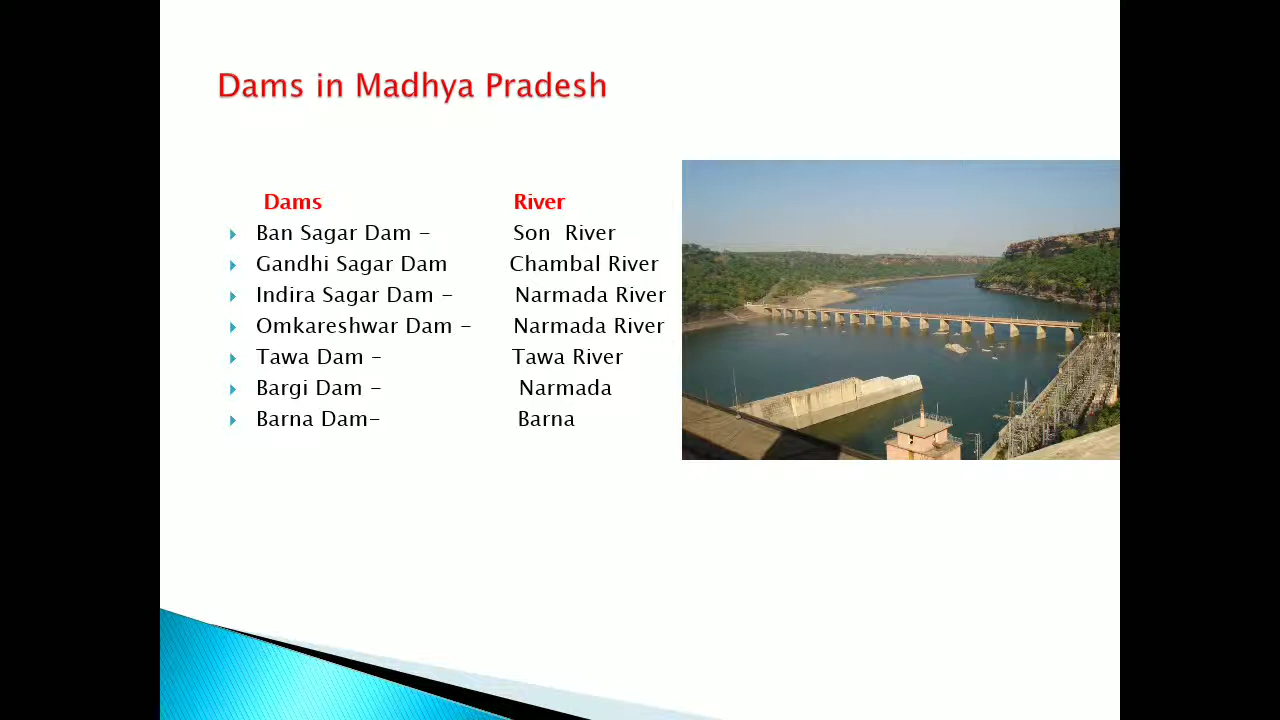 Dams in Madhya Pradesh
Dams River
Ban Sagar Dam - Son River
Gandhi Sagar Dam Chambal River
Indira Sagar Dam - Narmada River
Omkareshwar Dam - Narmada River
Tawa Dam - Tawa River
Bargi Dam - Narmada
Barna Dam- Barna